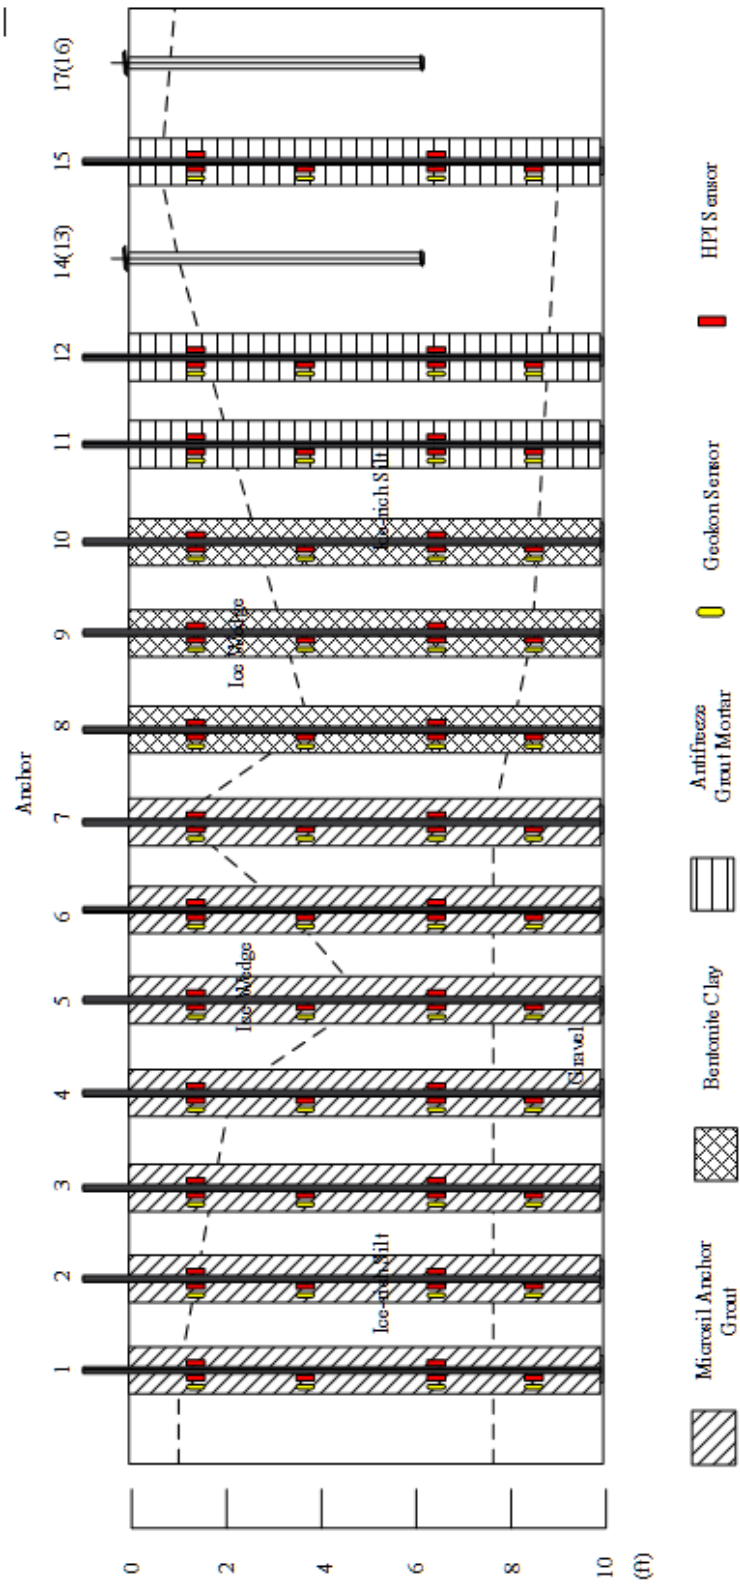 Anchor
1 2 3 4 5 6 7 8 9 10 11 12 14(13) 15 17(16)
0
2
4
6
8
10
(ft)
Ice Wedge
Ice Wedge
Ice-rich Silt
Ice-rich Silt
Gravel
Microsil Anchor
Grout
Bentonite Clay
Antifreeze
Grout Mortar
Geokon Sensor
HPI Sensor